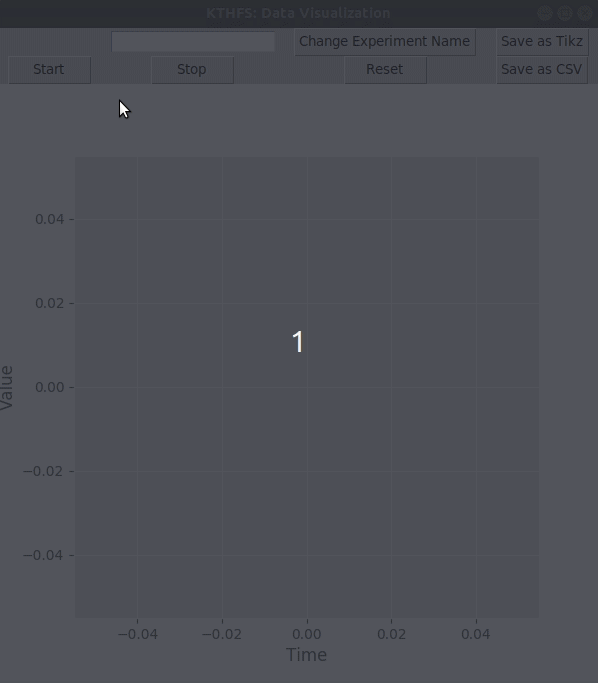 KTHFS: Data Visualization
Change Experiment Name
Save as Tikz
Start
Stop
Reset
Save as CSV
0.04
0.02
1
0.00
Value
−0.02
−0.04
−0.04
−0.02
0.00
0.02
0.04
Time